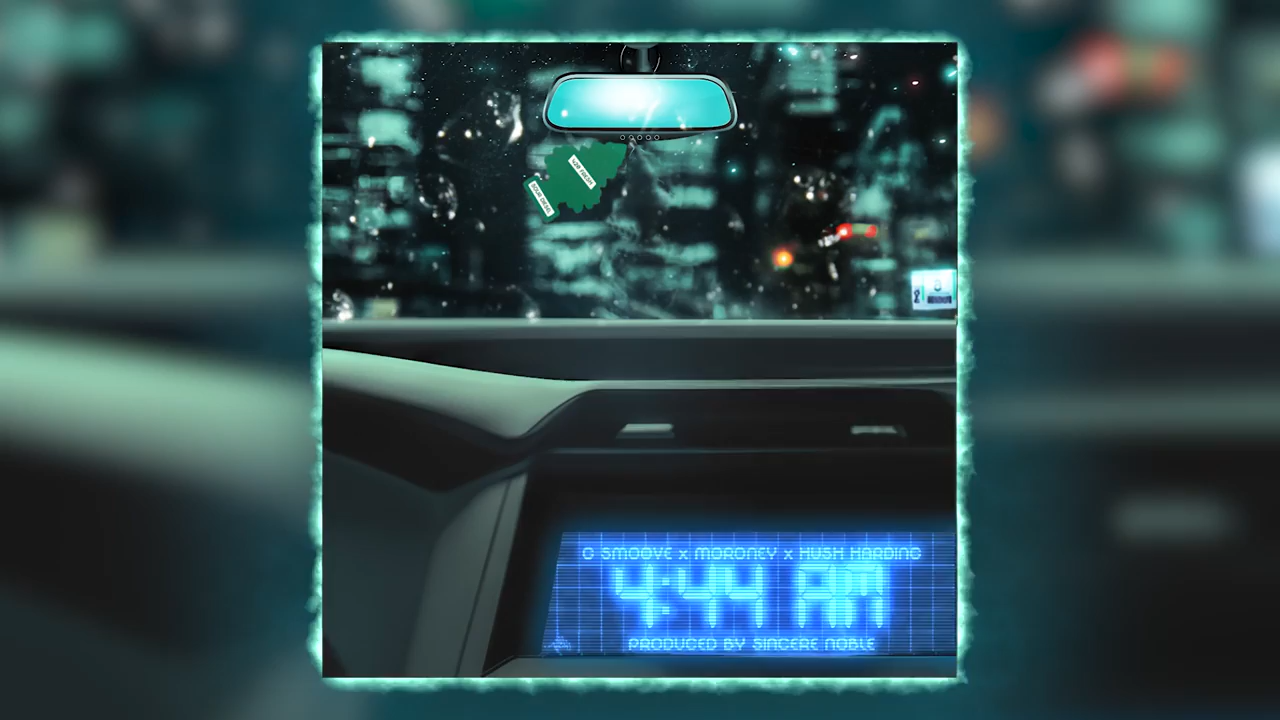 G SMOOVE x MORONEY x HUSH HARDING
4:44 AM
PRODUCED BY SINCERE NOBLE